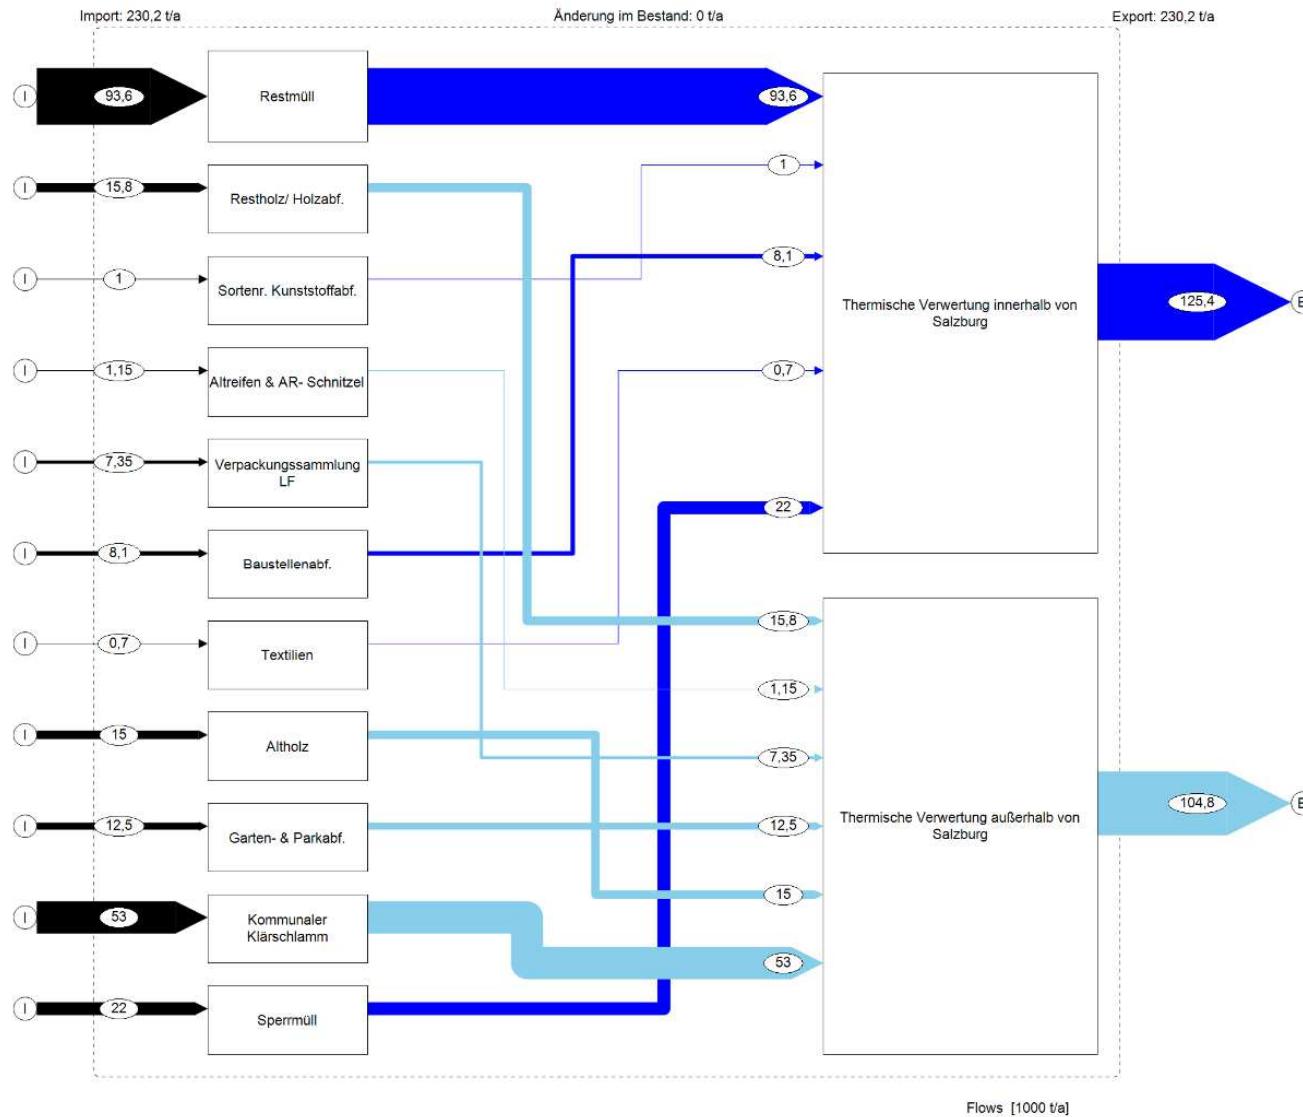 Import: 230,2 t/a
Änderung im Bestand: 0 t/a
Export: 230,2 t/a
I
93,6
Restmüll
93,6
1
I
15,8
Restholz/ Holzabf.
8,1
I
1
Sortenr. Kunststoffabf.
Thermische Verwertung innerhalb von
Salzburg
125,4
E
I
1,15
Altreifen & AR- Schnitzel
0,7
I
7,35
Verpackungssammlung
LF
22
I
8,1
Baustellenabf.
15,8
I
0,7
Textilien
1,15
I
15
Altholz
7,35
Thermische Verwertung außerhalb von
Salzburg
104,8
E
I
12,5
Garten- & Parkabf.
12,5
15
I
53
Kommunaler
Klärschlamm
53
I
22
Sperrmüll
Flows [1000 t/a]